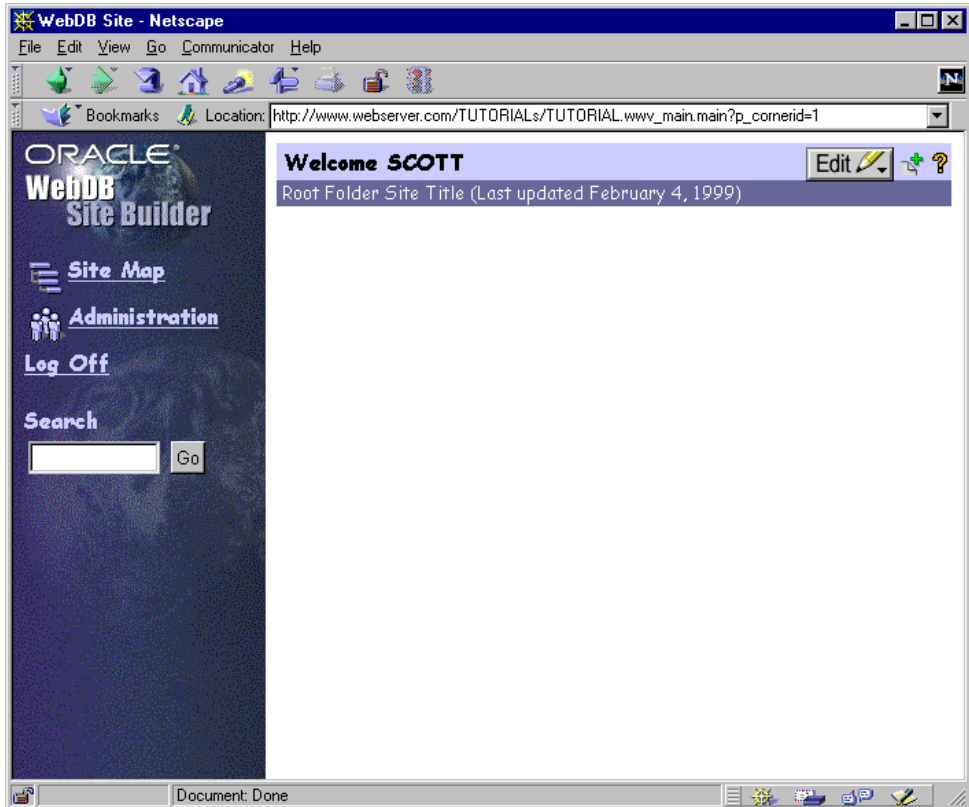 WebDB Site - Netscape
File Edit View Go Communicator Help
N
Bookmarks Location: http://www.webserver.com/TUTORIALs/TUTORIAL.wwv_main.main?p_cornerid=1
ORACLE
WebDB
Site Builder
Welcome SCOTT
Edit
Root Folder Site Title (Last updated February 4, 1999)
Site Map
Administration
Log Off
Search
Go
Document: Done